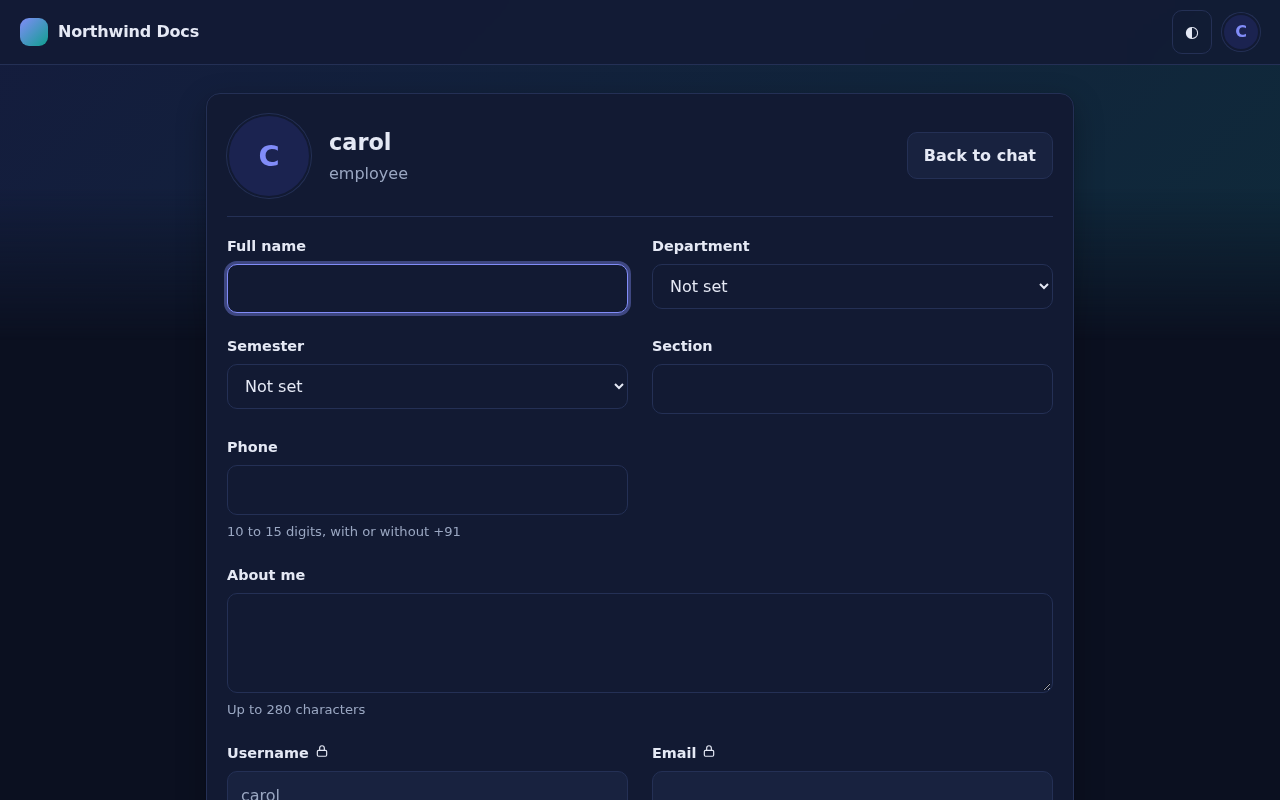 Northwind Docs
◐
C
C
carol
employee
Back to chat
Full name
Department
Not set
Semester
Section
Not set
Phone
10 to 15 digits, with or without +91
About me
Up to 280 characters
Username
Email
carol